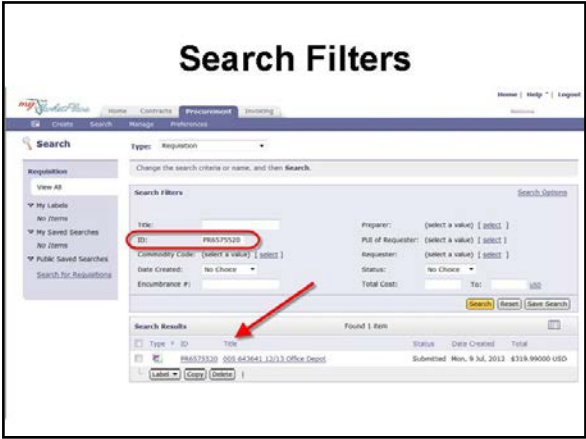 Search Filters
Home | Help | Logout
my MarketPlace Home Contracts Procurement Invoicing
Welcome
Create Search Manage Preferences
Search
Type: Requisition
Change the search criteria or name, and then Search.
Requisition
View All
My Labels
No Items
My Saved Searches
No Items
Public Saved Searches
Search for Requisitions
Search Filters Search Options
Title: Preparer: (select a value) [ select ]
ID: PR6575520 PUI of Requester: (select a value) [ select ]
Commodity Code: (select a value) [ select ] Requester: (select a value) [ select ]
Date Created: No Choice Status: No Choice
Encumbrance #: Total Cost: To: USD
Search Reset Save Search
Search Results Found 1 item
Type ID Title Status Date Created Total
PR6575520 005 643641 12/13 Office Depot Submitted Mon, 9 Jul, 2012 $319.99000 USD
Label Copy Delete |